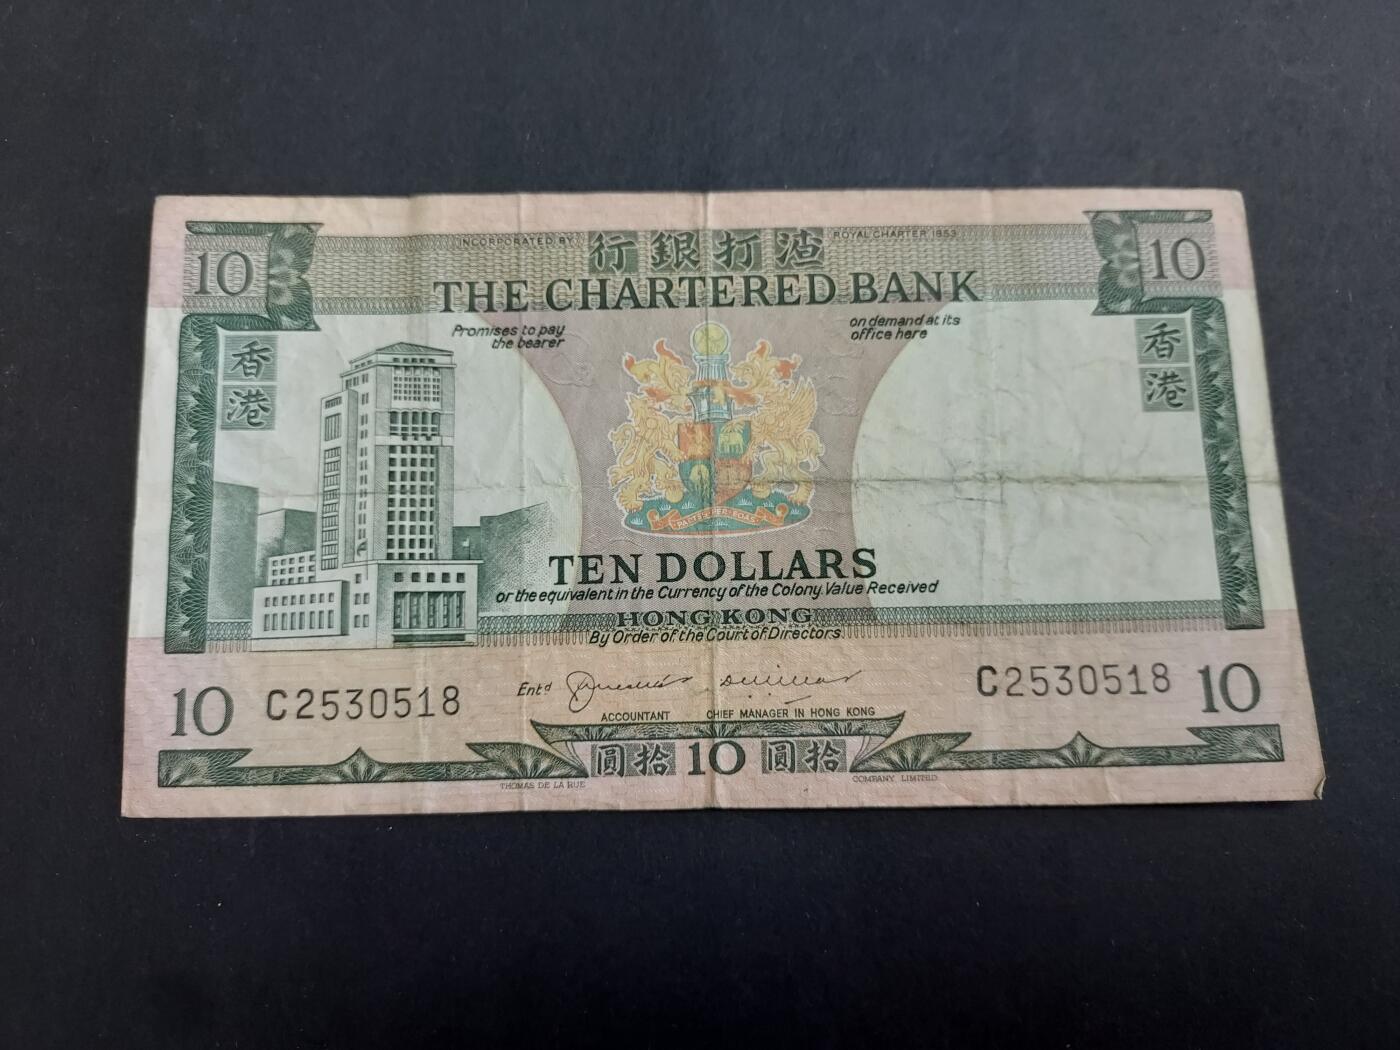 10
INCORPORATED BY
行銀打渣
ROYAL CHARTER 1853
10
THE CHARTERED BANK
Promises to pay
the bearer
on demand at its
office here
香
港
香
港
PACTIS PER BOAS
TEN DOLLARS
or the equivalent in the Currency of the Colony. Value Received
HONG KONG
By Order of the Court of Directors.
10 C2530518
Entd
C2530518 10
ACCOUNTANT
CHIEF MANAGER IN HONG KONG
圓拾 10 圓拾
THOMAS DE LA RUE
COMPANY LIMITED